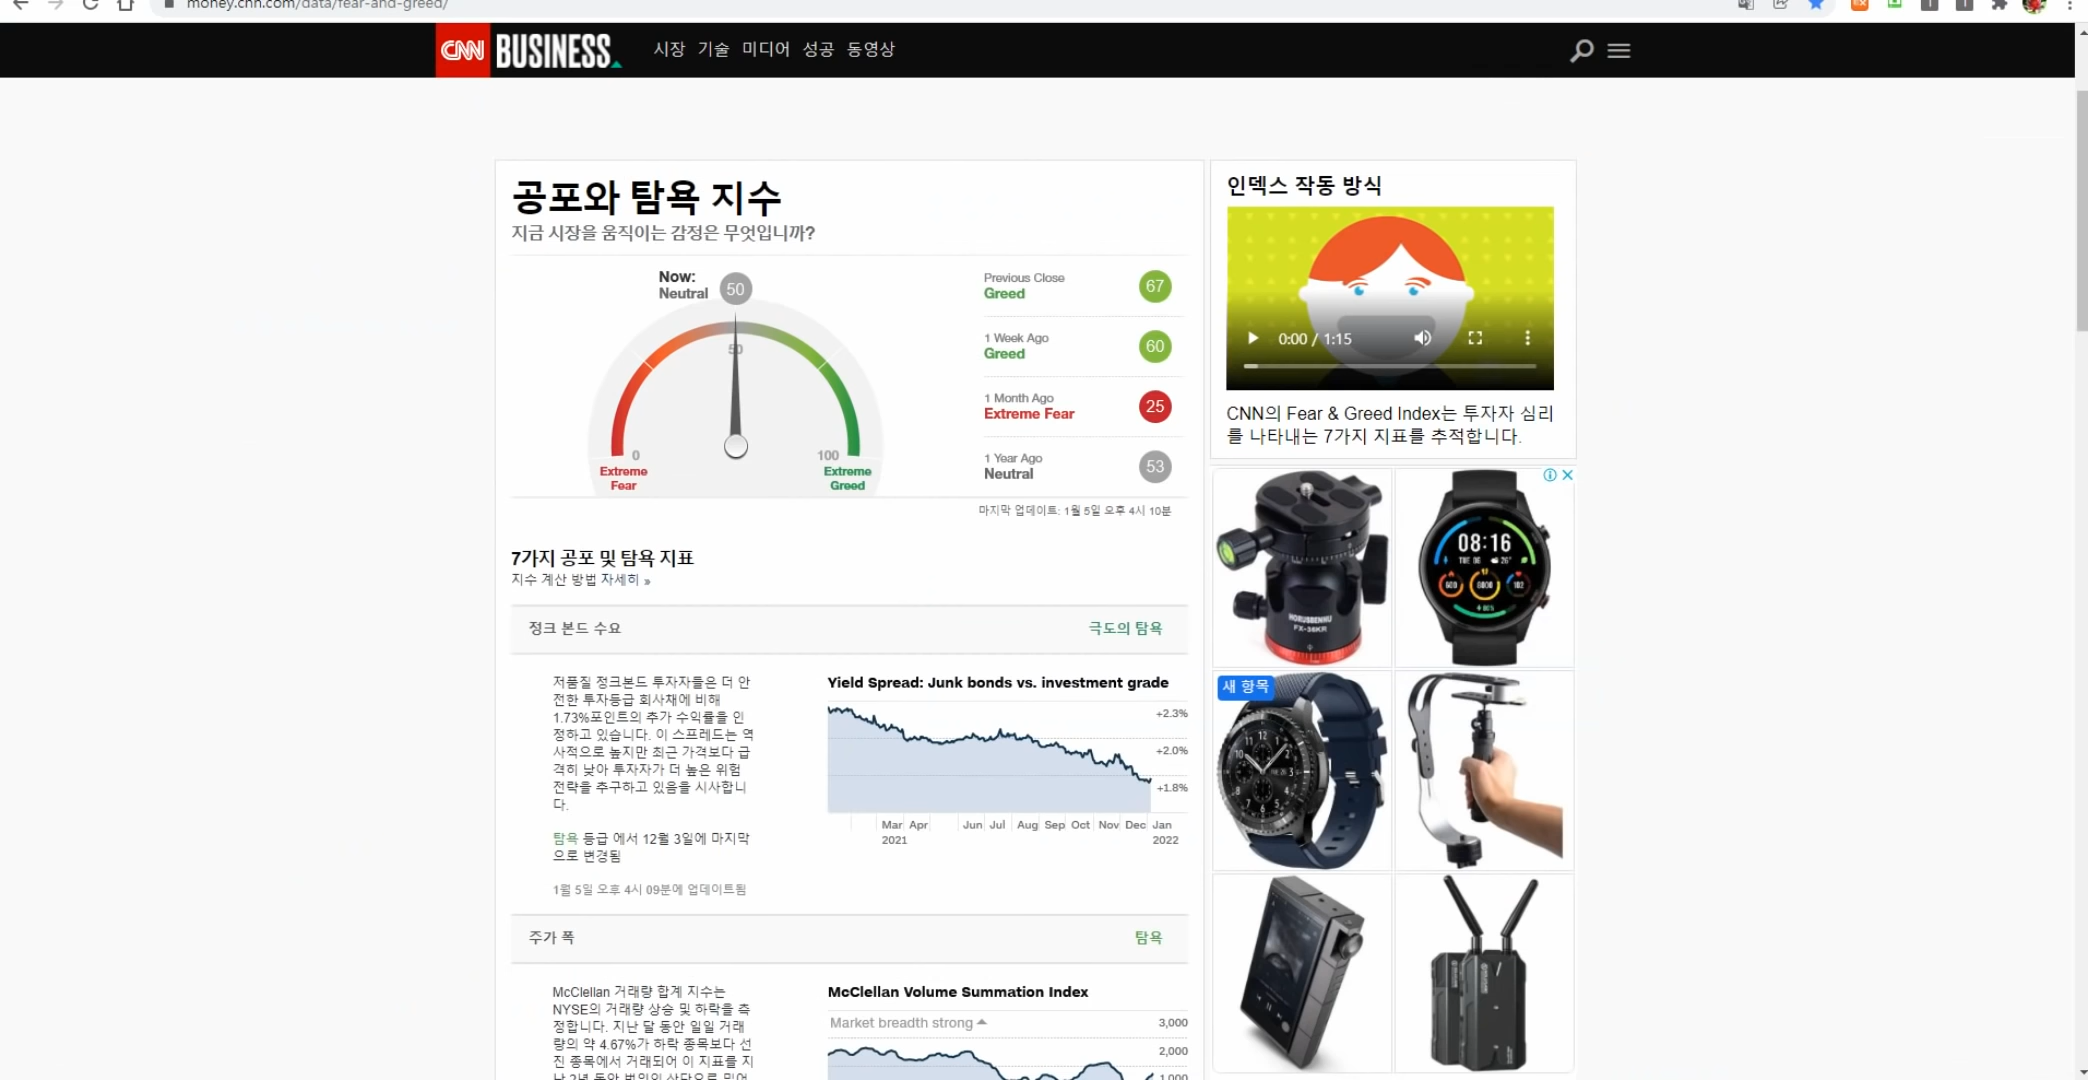 money.cnn.com/data/fear-and-greed/
CNN BUSINESS
시장 기술 미디어 성공 동영상
공포와 탐욕 지수
지금 시장을 움직이는 감정은 무엇입니까?
Now:
Neutral
50
50
0
Extreme
Fear
100
Extreme
Greed
Previous Close
Greed
67
1 Week Ago
Greed
60
1 Month Ago
Extreme Fear
25
1 Year Ago
Neutral
53
마지막 업데이트: 1월 5일 오후 4시 10분
7가지 공포 및 탐욕 지표
지수 계산 방법 자세히 »
정크 본드 수요
극도의 탐욕
저품질 정크본드 투자자들은 더 안
전한 투자등급 회사채에 비해
1.73%포인트의 추가 수익률을 인
정하고 있습니다. 이 스프레드는 역
사적으로 높지만 최근 가격보다 급
격히 낮아 투자자가 더 높은 위험
전략을 추구하고 있음을 시사합니
다.
탐욕 등급 에서 12월 3일에 마지막
으로 변경됨
1월 5일 오후 4시 09분에 업데이트됨
Yield Spread: Junk bonds vs. investment grade
+2.3%
+2.0%
+1.8%
Mar Apr Jun Jul Aug Sep Oct Nov Dec Jan
2021 2022
주가 폭
탐욕
McClellan 거래량 합계 지수는
NYSE의 거래량 상승 및 하락을 측
정합니다. 지난 달 동안 일일 거래
량의 약 4.67%가 하락 종목보다 선
진 종목에서 거래되어 이 지표를 지
McClellan Volume Summation Index
Market breadth strong
3,000
2,000
1,000
인덱스 작동 방식
0:00 / 1:15
CNN의 Fear & Greed Index는 투자자 심리
를 나타내는 7가지 지표를 추적합니다.
HORUSBENNU
FX-36KR
08:16
새 항목